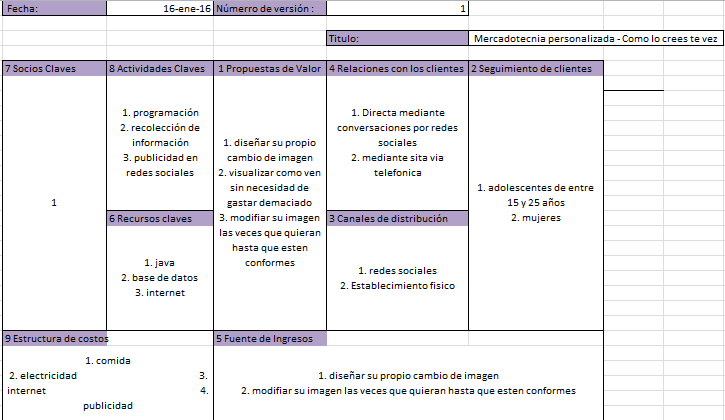 Fecha: 16-ene-16 Númerro de versión : 1
Titulo: Mercadotecnia personalizada - Como lo crees te vez
7 Socios Claves
1
8 Actividades Claves
1. programación
2. recolección de
información
3. publicidad en
redes sociales
6 Recursos claves
1. java
2. base de datos
3. internet
1 Propuestas de Valor
1. diseñar su propio
cambio de imagen
2. visualizar como ven
sin necesidad de
gastar demaciado
3. modifiar su imagen
las veces que quieran
hasta que esten
conformes
4 Relaciones con los clientes
1. Directa mediante
conversaciones por redes
sociales
2. mediante sita via
telefonica
3 Canales de distribución
1. redes sociales
2. Establecimiento fisico
2 Seguimiento de clientes
1. adolescentes de entre
15 y 25 años
2. mujeres
9 Estructura de costos
1. comida
2. electricidad 3.
internet 4.
publicidad
5 Fuente de Ingresos
1. diseñar su propio cambio de imagen
2. modifiar su imagen las veces que quieran hasta que esten conformes